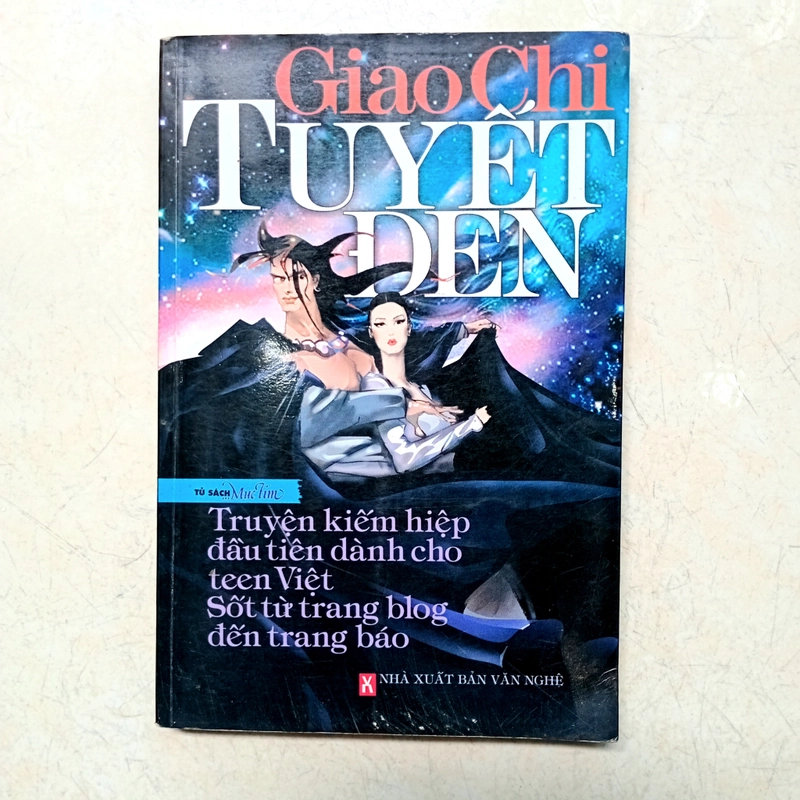 Giao Chi
TUYẾT
ĐEN
TỦ SÁCH Mực Tím
Truyện kiếm hiệp
đầu tiên dành cho
teen Việt
Sốt từ trang blog
đến trang báo
NHÀ XUẤT BẢN VĂN NGHỆ